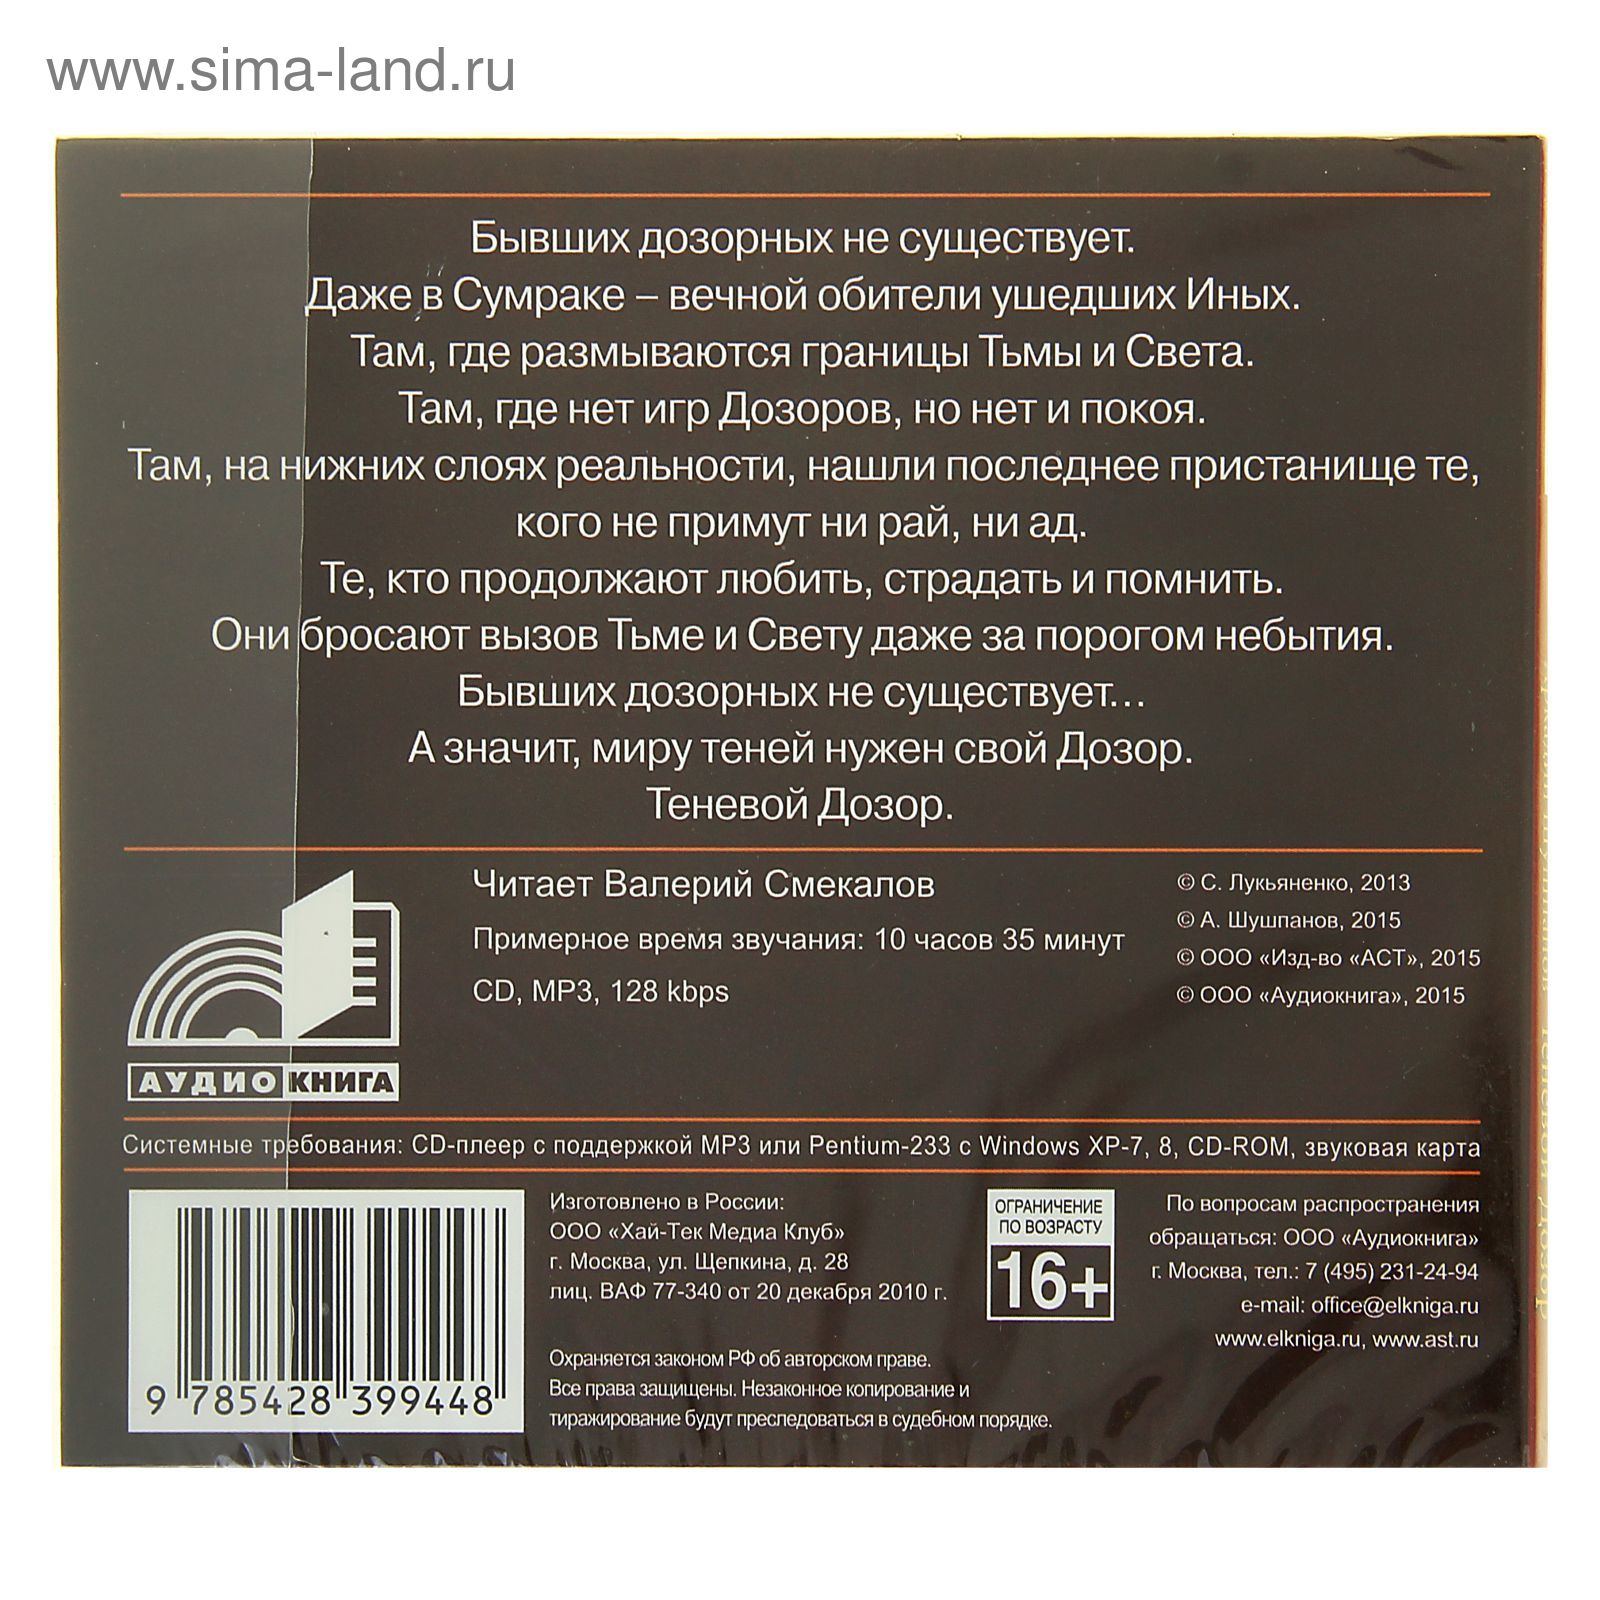 www.sima-land.ru
Бывших дозорных не существует.
Даже в Сумраке – вечной обители ушедших Иных.
Там, где размываются границы Тьмы и Света.
Там, где нет игр Дозоров, но нет и покоя.
Там, на нижних слоях реальности, нашли последнее пристанище те,
кого не примут ни рай, ни ад.
Те, кто продолжают любить, страдать и помнить.
Они бросают вызов Тьме и Свету даже за порогом небытия.
Бывших дозорных не существует...
А значит, миру теней нужен свой Дозор.
Теневой Дозор.
Читает Валерий Смекалов
Примерное время звучания: 10 часов 35 минут
CD, MP3, 128 kbps
© С. Лукьяненко, 2013
© А. Шушпанов, 2015
© ООО «Изд-во «АСТ», 2015
© ООО «Аудиокнига», 2015
АУДИОКНИГА
Системные требования: CD-плеер с поддержкой MP3 или Pentium-233 с Windows XP-7, 8, CD-ROM, звуковая карта
9 785428 399448
Изготовлено в России:
ООО «Хай-Тек Медиа Клуб»
г. Москва, ул. Щепкина, д. 28
лиц. ВАФ 77-340 от 20 декабря 2010 г.
Охраняется законом РФ об авторском праве.
Все права защищены. Незаконное копирование и
тиражирование будут преследоваться в судебном порядке.
ОГРАНИЧЕНИЕ
ПО ВОЗРАСТУ
16+
По вопросам распространения
обращаться: ООО «Аудиокнига»
г. Москва, тел.: 7 (495) 231-24-94
e-mail: office@elkniga.ru
www.elkniga.ru, www.ast.ru
Шушпанов Теневой Дозор